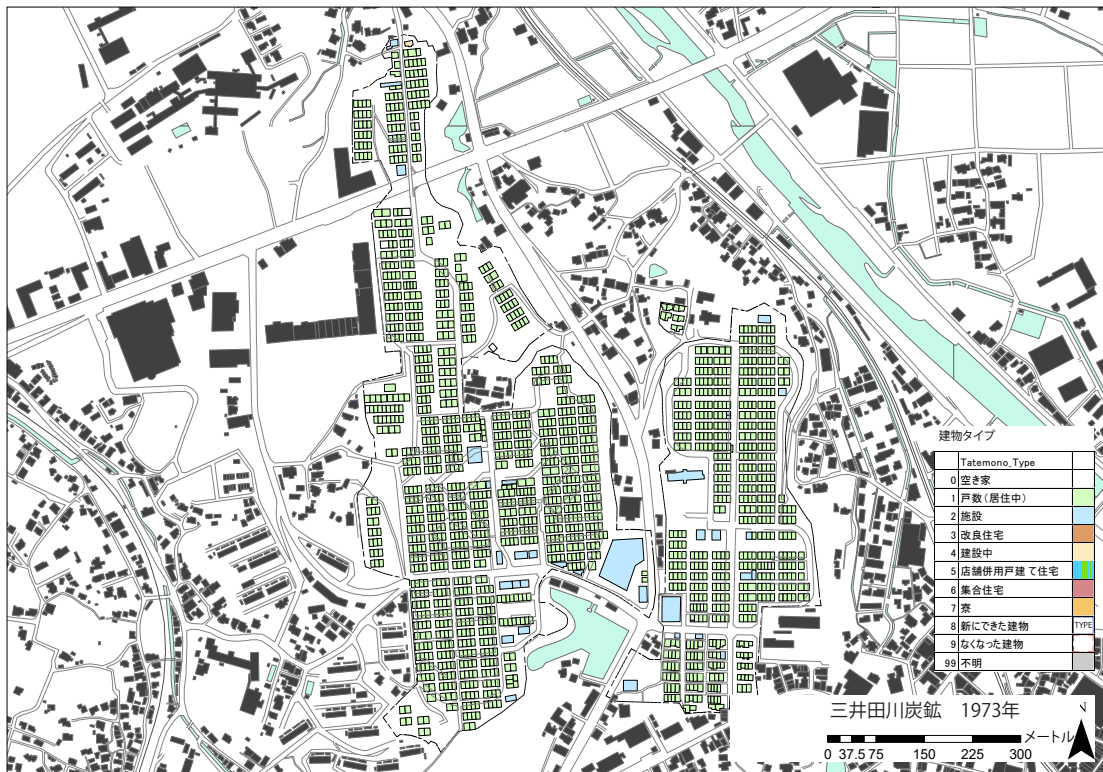 建物タイプ
Tatemono_Type
0 空き家
1 戸数(居住中)
2 施設
3 改良住宅
4 建設中
5 店舗併用戸建て住宅
6 集合住宅
7 寮
8 新にできた建物 TYPE
9 なくなった建物
99 不明
三井田川炭鉱 1973年
N
メートル
0 37.5 75 150 225 300